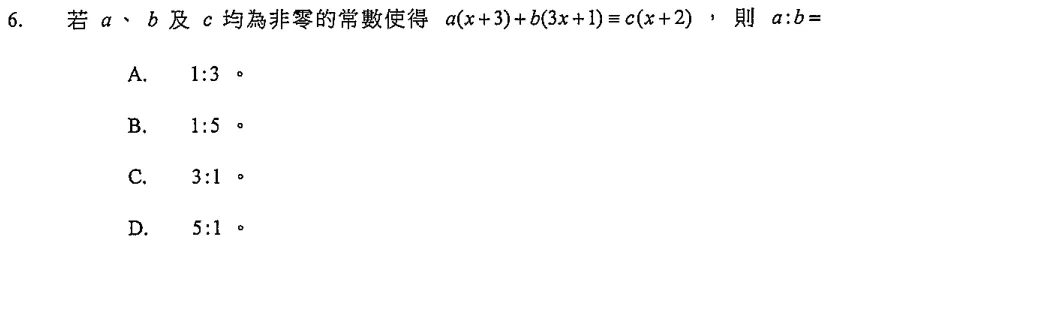 6. 若 a、b 及 c 均為非零的常數使得 a(x+3)+b(3x+1)≡c(x+2) ，則 a:b=
A. 1:3 。
B. 1:5 。
C. 3:1 。
D. 5:1 。